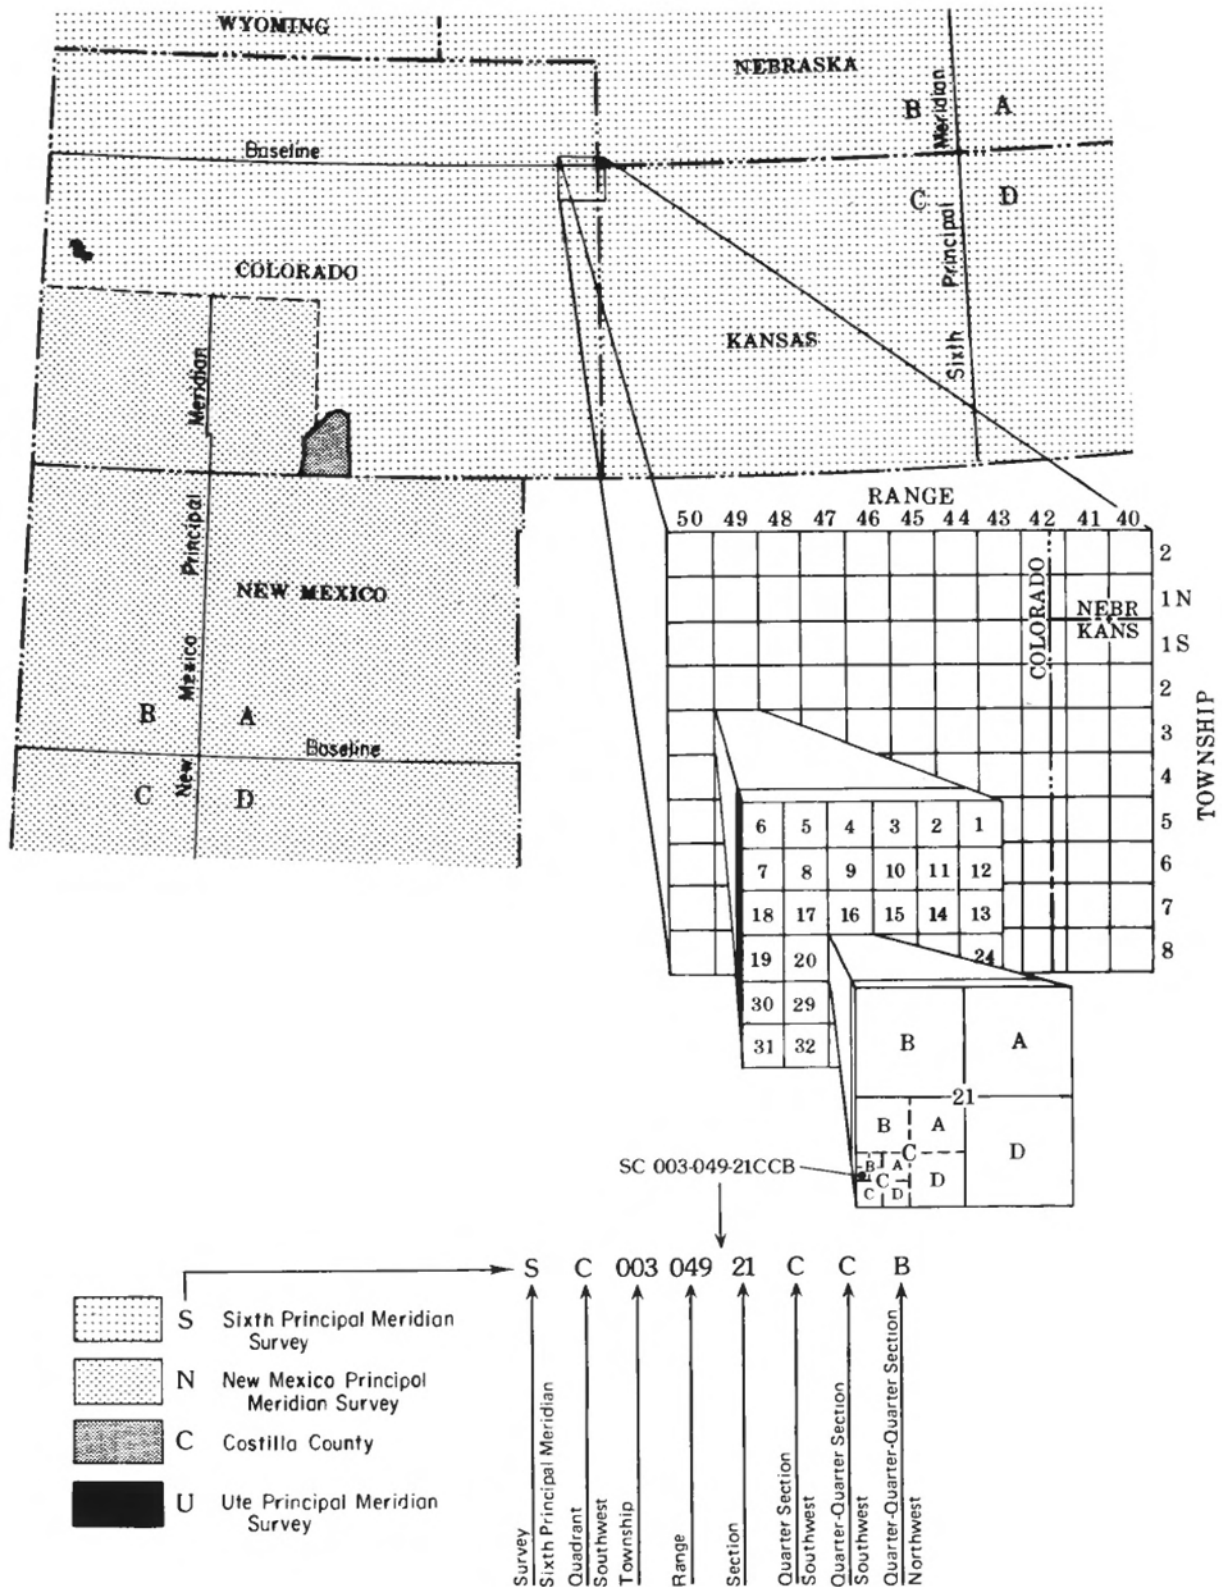 WYOMING
NEBRASKA
B
A
Meridian
Baseline
C
D
Principal
COLORADO
KANSAS
Sixth
Meridian
RANGE
50 49 48 47 46 45 44 43 42 41 40
Principal
2
NEW MEXICO
COLORADO
1 N
NEBR
KANS
1 S
Mexico
2
B
A
3
TOWNSHIP
Baseline
4
New
C
D
5
6 5 4 3 2 1
6
7 8 9 10 11 12
7
18 17 16 15 14 13
8
19 20
24
30 29
31 32
B
A
21
B
A
C
D
SC 003-049-21CCB
B
A
C
D
C
D
S C 003 049 21 C C B
S Sixth Principal Meridian
Survey
N New Mexico Principal
Meridian Survey
C Costilla County
U Ute Principal Meridian
Survey
Survey
Sixth Principal Meridian
Quadrant
Southwest
Township
Range
Section
Quarter Section
Southwest
Quarter-Quarter Section
Southwest
Quarter-Quarter-Quarter Section
Northwest